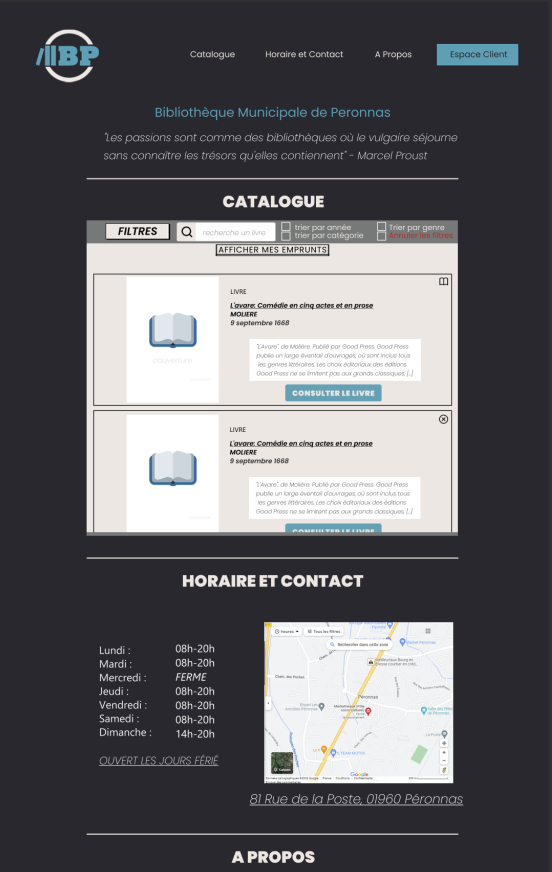 BP
Catalogue Horaire et Contact A Propos Espace Client
Bibliothèque Municipale de Peronnas
"Les passions sont comme des bibliothèques où le vulgaire séjourne
sans connaître les trésors qu'elles contiennent" - Marcel Proust
CATALOGUE
FILTRES
recherche un livre
trier par année
trier par catégorie
Trier par genre
Annuler les filtres
AFFICHER MES EMPRUNTS
couverture
LIVRE
L'avare: Comédie en cinq actes et en prose
MOLIERE
9 septembre 1668
"L'Avare", de Molière. Publié par Good Press. Good Press
publie un large éventail d'ouvrages, où sont inclus tous
les genres littéraires. Les choix éditoriaux des éditions
Good Press ne se limitent pas aux grands classiques, [...]
CONSULTER LE LIVRE
LIVRE
L'avare: Comédie en cinq actes et en prose
MOLIERE
9 septembre 1668
"L'Avare", de Molière. Publié par Good Press. Good Press
publie un large éventail d'ouvrages, où sont inclus tous
les genres littéraires. Les choix éditoriaux des éditions
Good Press ne se limitent pas aux grands classiques, [...]
CONSULTER LE LIVRE
HORAIRE ET CONTACT
Lundi : 08h-20h
Mardi : 08h-20h
Mercredi : FERME
Jeudi : 08h-20h
Vendredi : 08h-20h
Samedi : 08h-20h
Dimanche : 14h-20h
OUVERT LES JOURS FÉRIÉ
Heures
Tous les filtres
Rechercher dans cette zone
Péronnas
Google
81 Rue de la Poste, 01960 Péronnas
A PROPOS